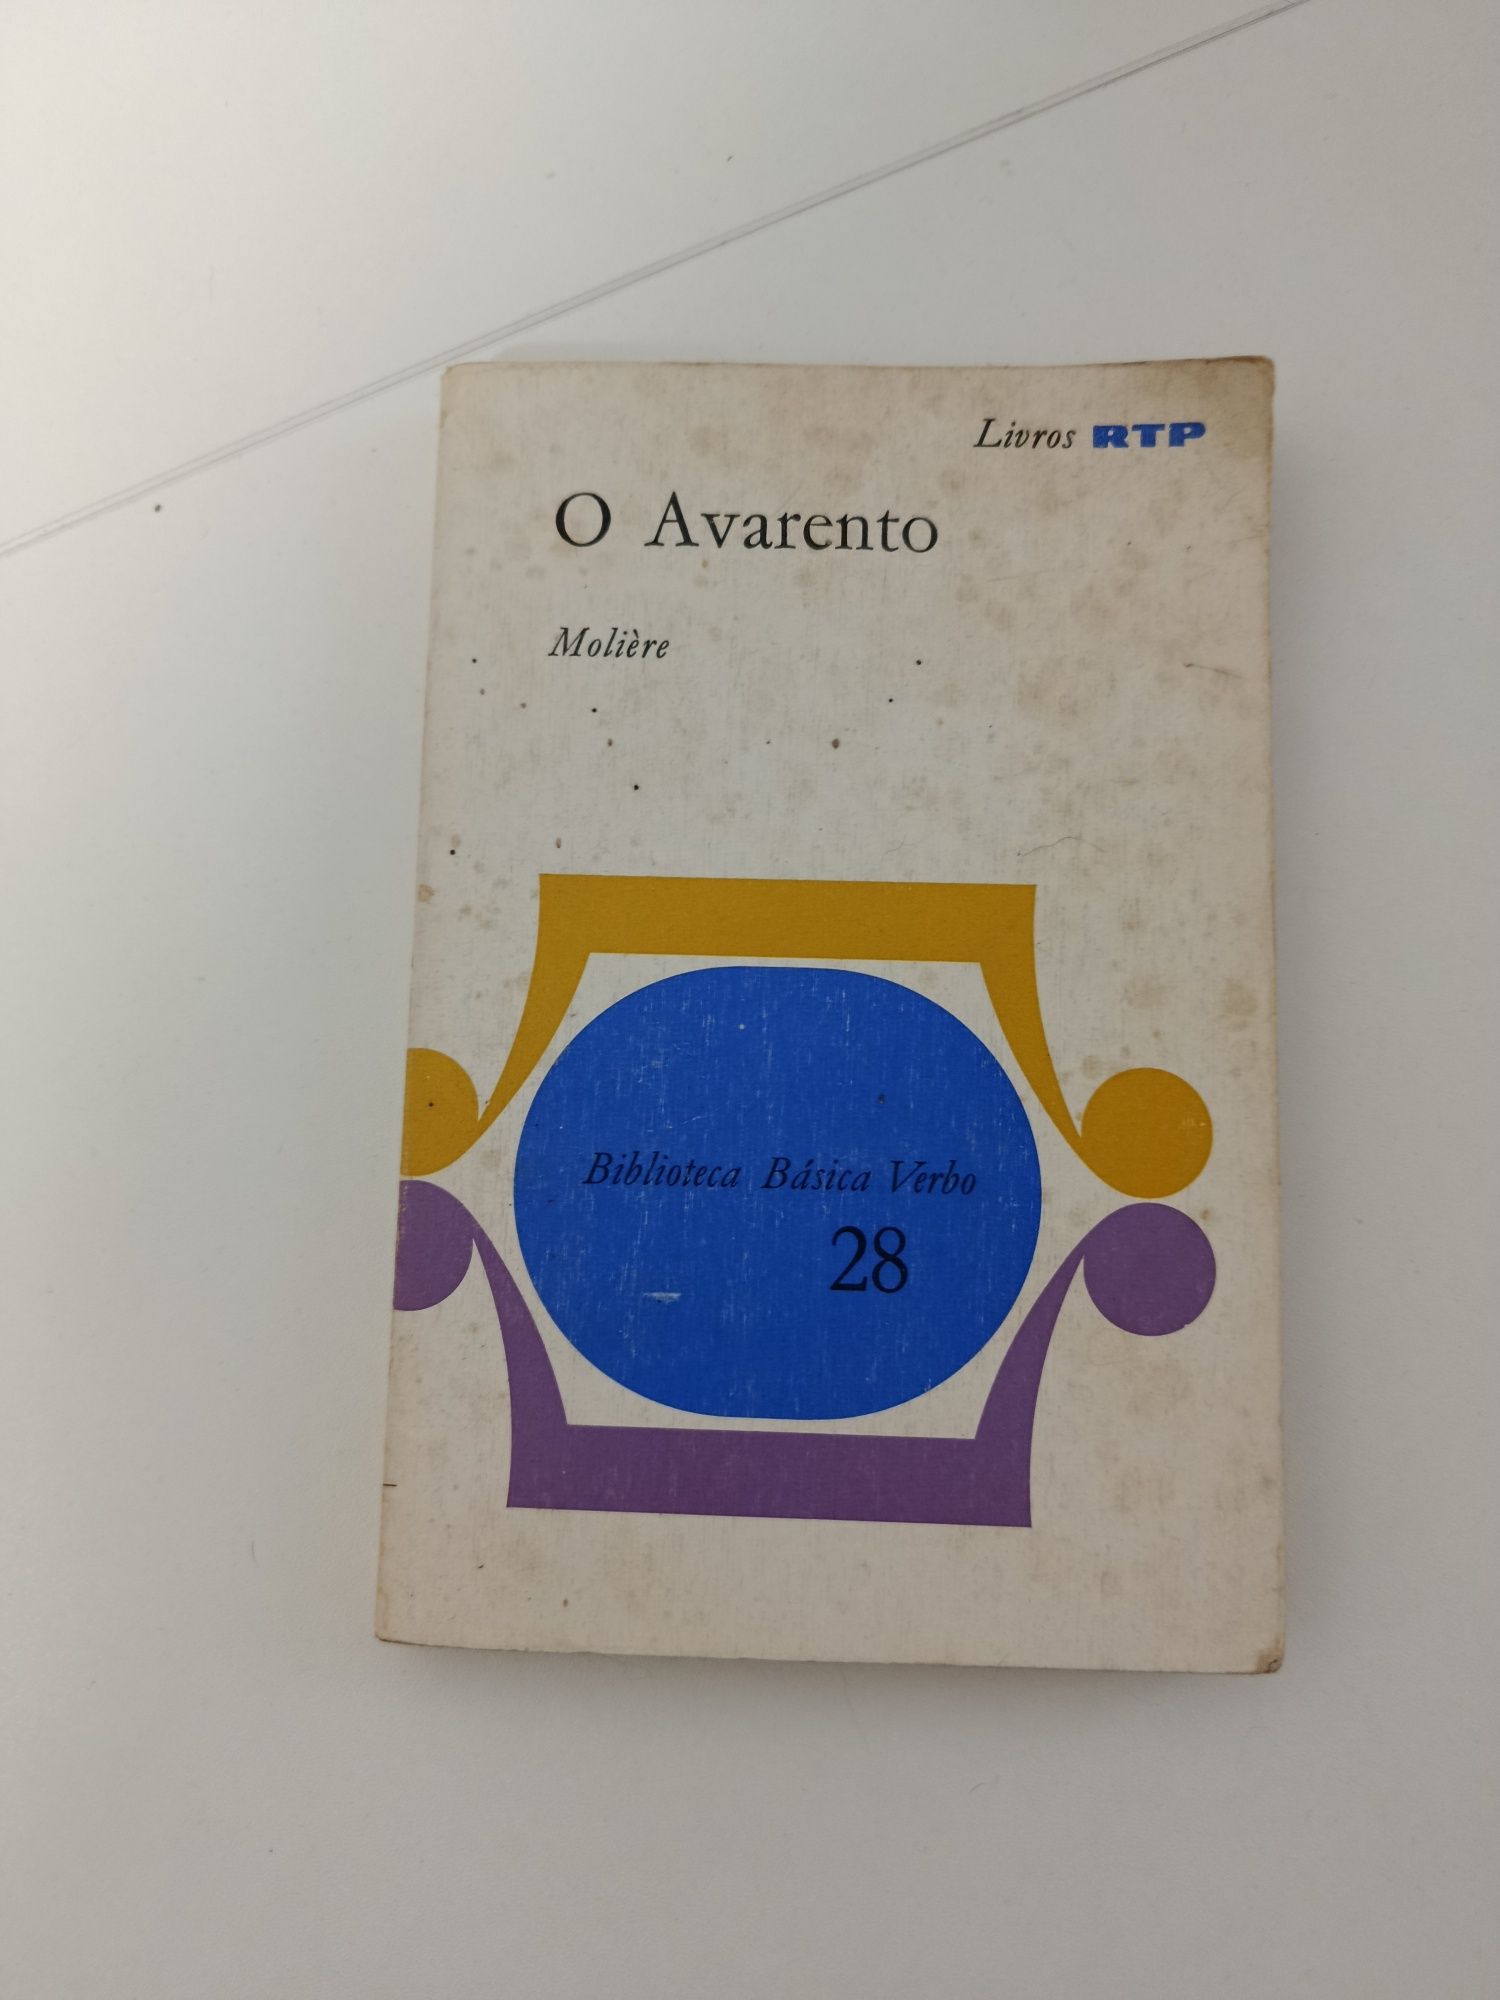 Livros RTP
O Avarento
Molière
Biblioteca Básica Verbo
28